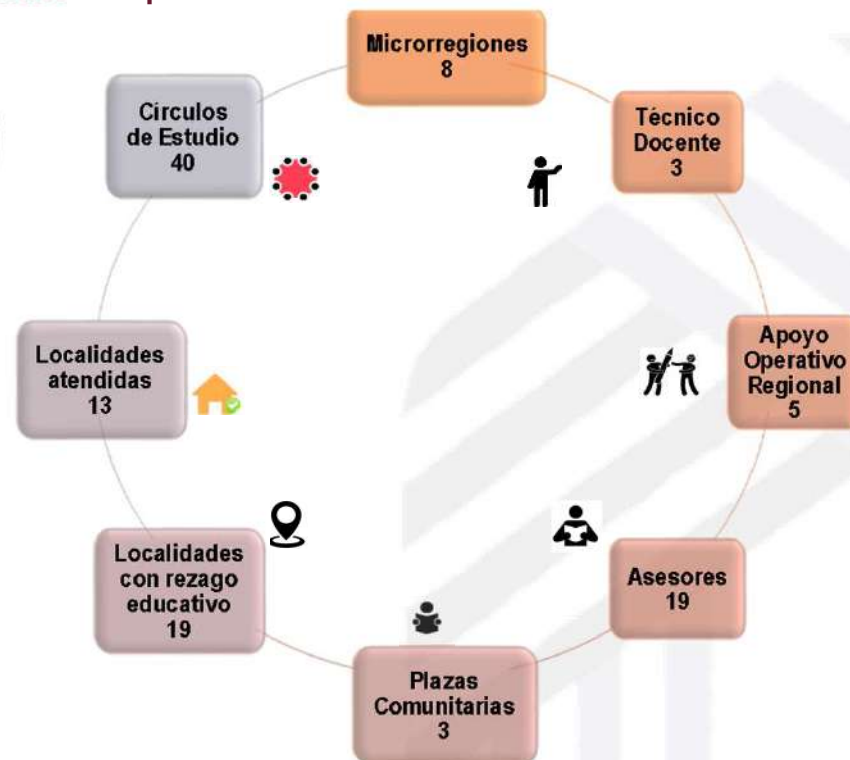 Microrregiones
8
Técnico
Docente
3
Apoyo
Operativo
Regional
5
Asesores
19
Plazas
Comunitarias
3
Localidades
con rezago
educativo
19
Localidades
atendidas
13
Círculos
de Estudio
40